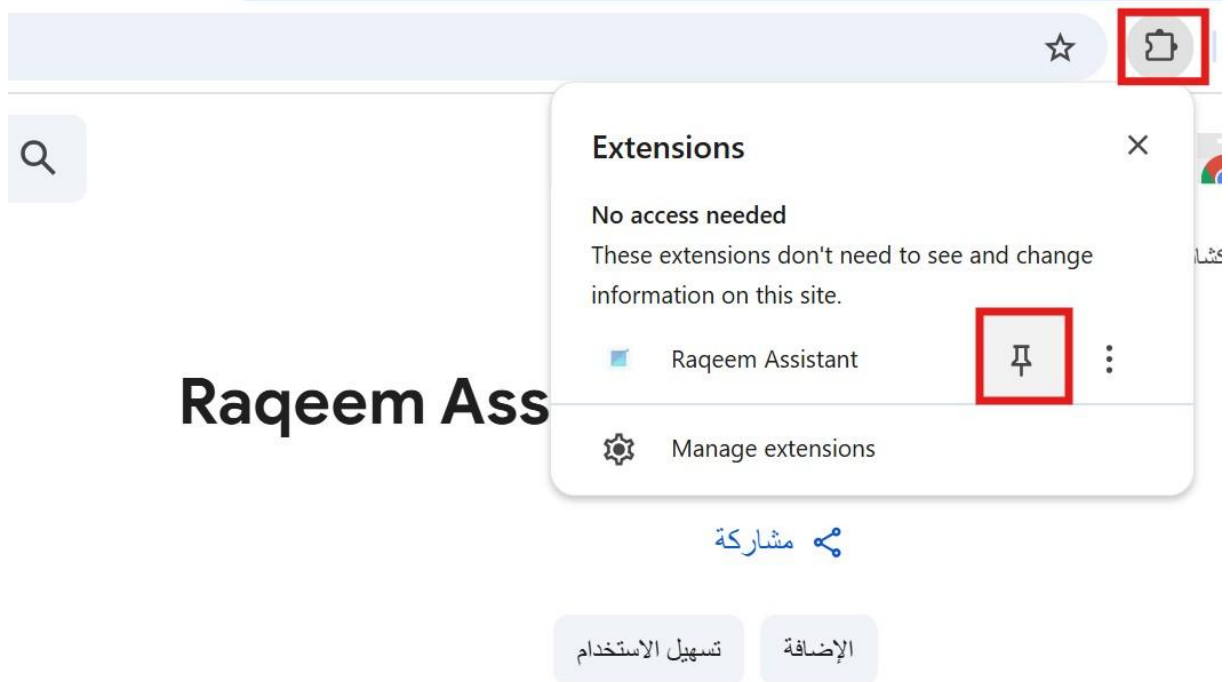 Extensions
No access needed
These extensions don't need to see and change
information on this site.
Raqeem Assistant
Raqeem Ass
Manage extensions
مشاركة
الإضافة
تسهيل الاستخدام